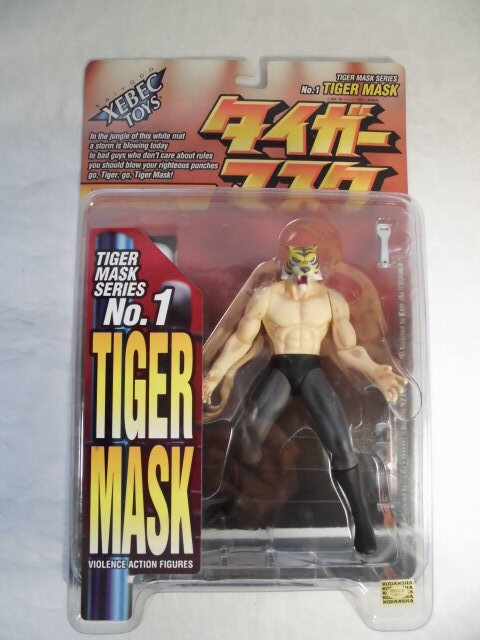 KAIYODO
XEBEC
TOYS
TIGER MASK SERIES
No.1 TIGER MASK
タイガー
マスク
In the jungle of this white mat
a storm is blowing today
to bad guys who don't care about rules
you should blow your righteous punches
go, Tiger, go, Tiger Mask!
TIGER
MASK
SERIES
No.1
TIGER
MASK
VIOLENCE ACTION FIGURES
KODANSHA
KODANSHA